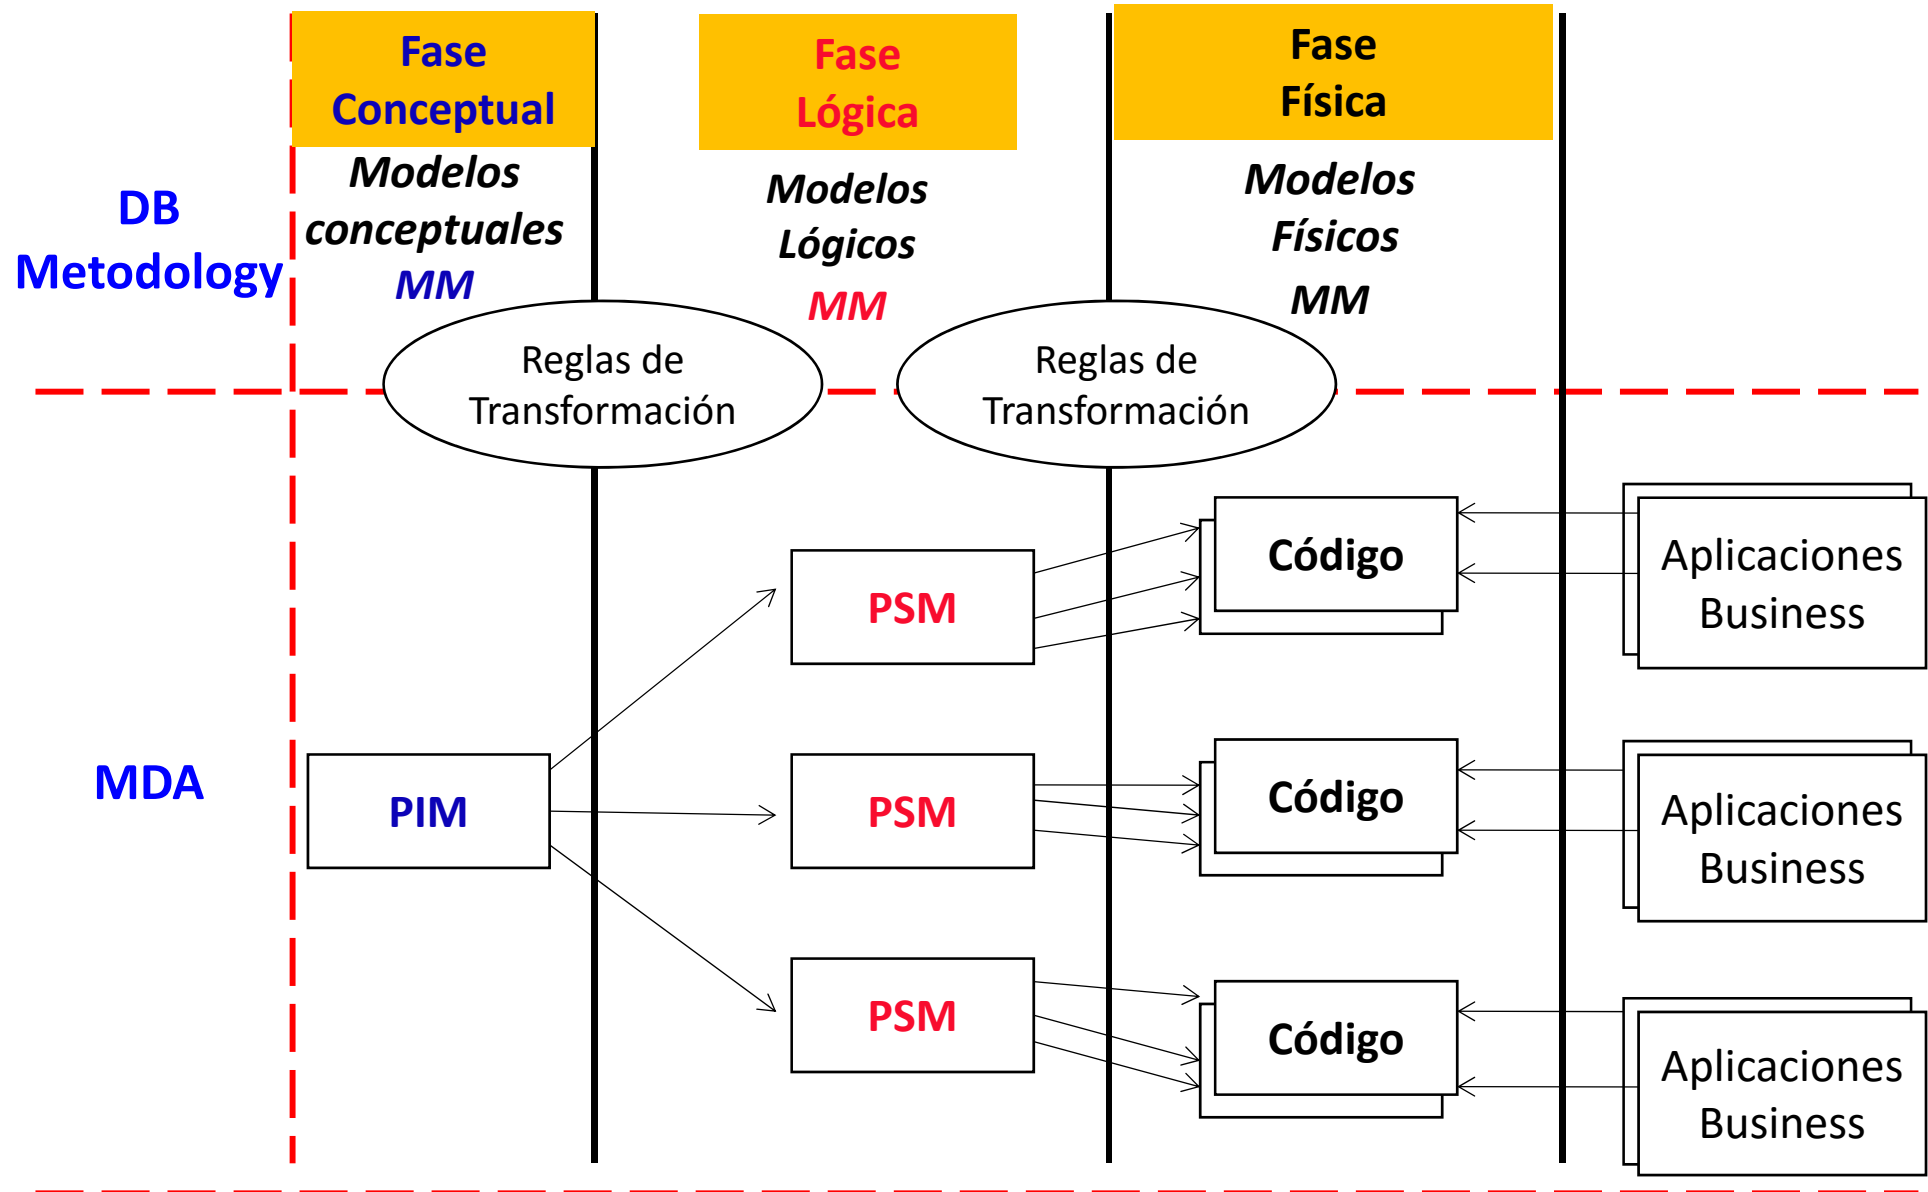 Fase
Conceptual
Fase
Lógica
Fase
Física
DB
Metodology
Modelos
conceptuales
MM
Modelos
Lógicos
MM
Modelos
Físicos
MM
Reglas de
Transformación
Reglas de
Transformación
MDA
PIM
PSM
Código
Aplicaciones
Business
PSM
Código
Aplicaciones
Business
PSM
Código
Aplicaciones
Business